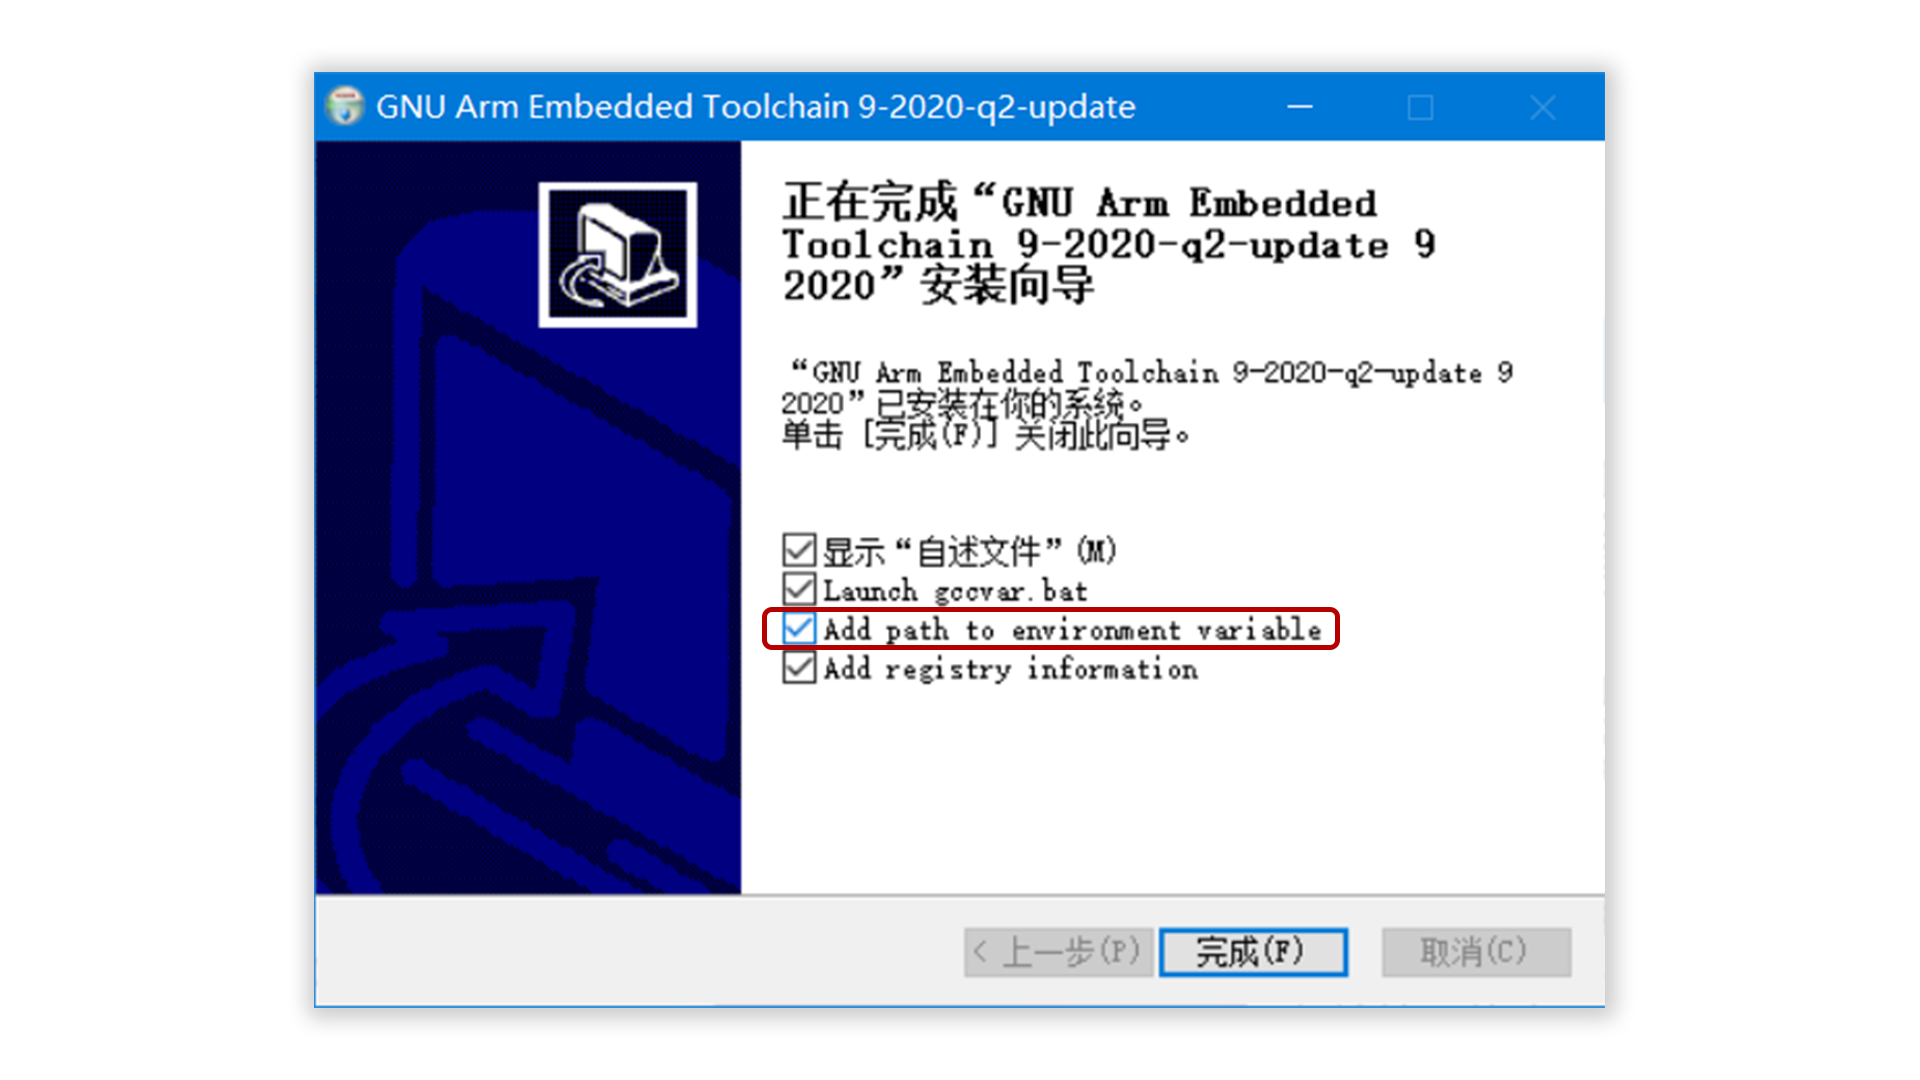 GNU Arm Embedded Toolchain 9-2020-q2-update
正在完成“GNU Arm Embedded
Toolchain 9-2020-q2-update 9
2020”安装向导
“GNU Arm Embedded Toolchain 9-2020-q2-update 9
2020”已安装在你的系统。
单击 [完成(F)] 关闭此向导。
显示“自述文件”(M)
Launch gccvar.bat
Add path to environment variable
Add registry information
< 上一步(P)
完成(F)
取消(C)